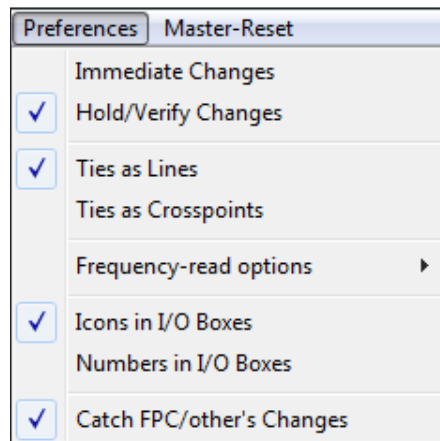 Preferences Master-Reset
Immediate Changes
Hold/Verify Changes
Ties as Lines
Ties as Crosspoints
Frequency-read options
Icons in I/O Boxes
Numbers in I/O Boxes
Catch FPC/other's Changes